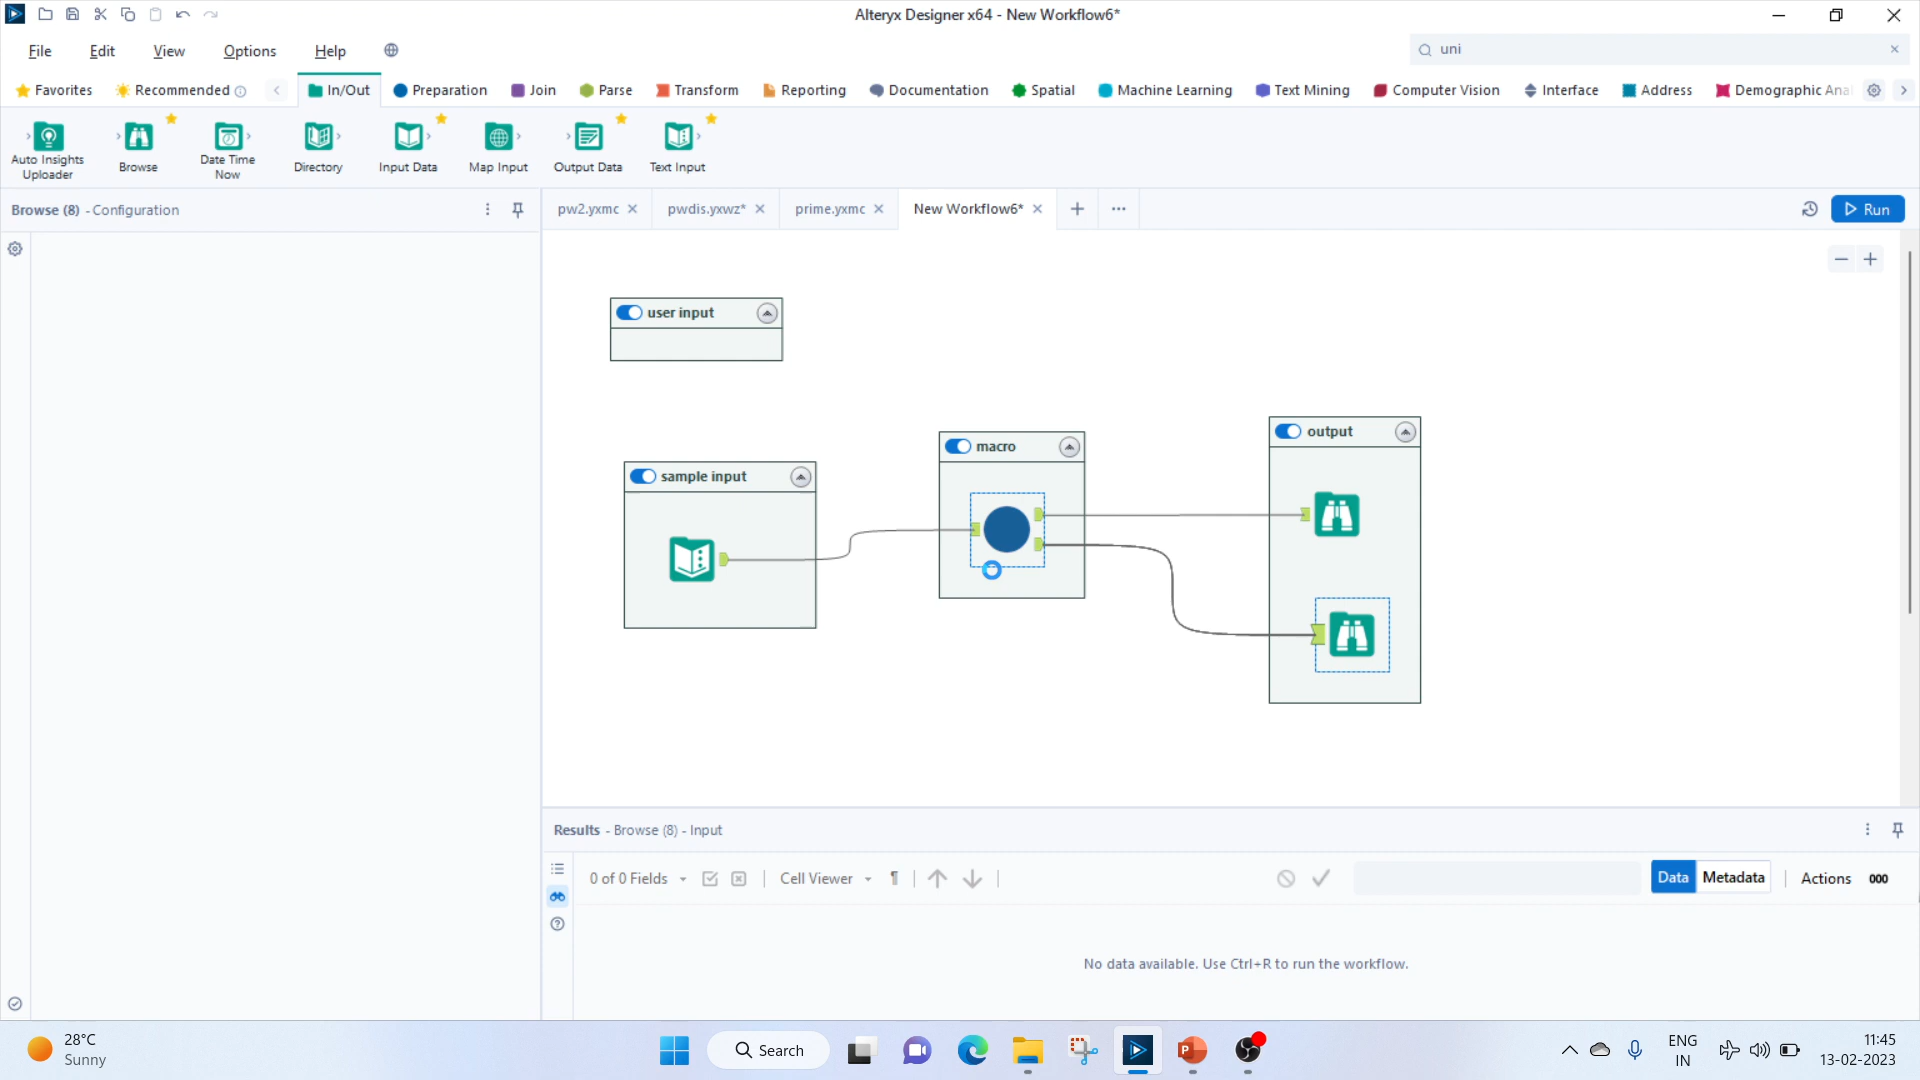 Alteryx Designer x64 - New Workflow6*
File Edit View Options Help
uni
Favorites Recommended In/Out Preparation Join Parse Transform Reporting Documentation Spatial Machine Learning Text Mining Computer Vision Interface Address Demographic Ana
Auto Insights Uploader
Browse
Date Time Now
Directory
Input Data
Map Input
Output Data
Text Input
Browse (8) - Configuration
pw2.yxmc pwdis.yxwz* prime.yxmc New Workflow6*
Run
user input
output
macro
sample input
Results - Browse (8) - Input
0 of 0 Fields Cell Viewer Data Metadata Actions 000
No data available. Use Ctrl+R to run the workflow.
28°C
Sunny
Search
ENG
IN
11:45
13-02-2023